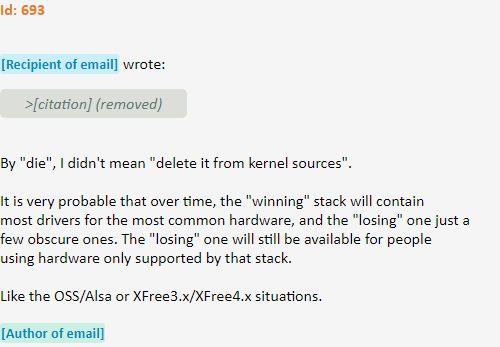 Id: 693
[Recipient of email] wrote:
>[citation] (removed)
By "die", I didn't mean "delete it from kernel sources".
It is very probable that over time, the "winning" stack will contain
most drivers for the most common hardware, and the "losing" one just a
few obscure ones. The "losing" one will still be available for people
using hardware only supported by that stack.
Like the OSS/Alsa or XFree3.x/XFree4.x situations.
[Author of email]